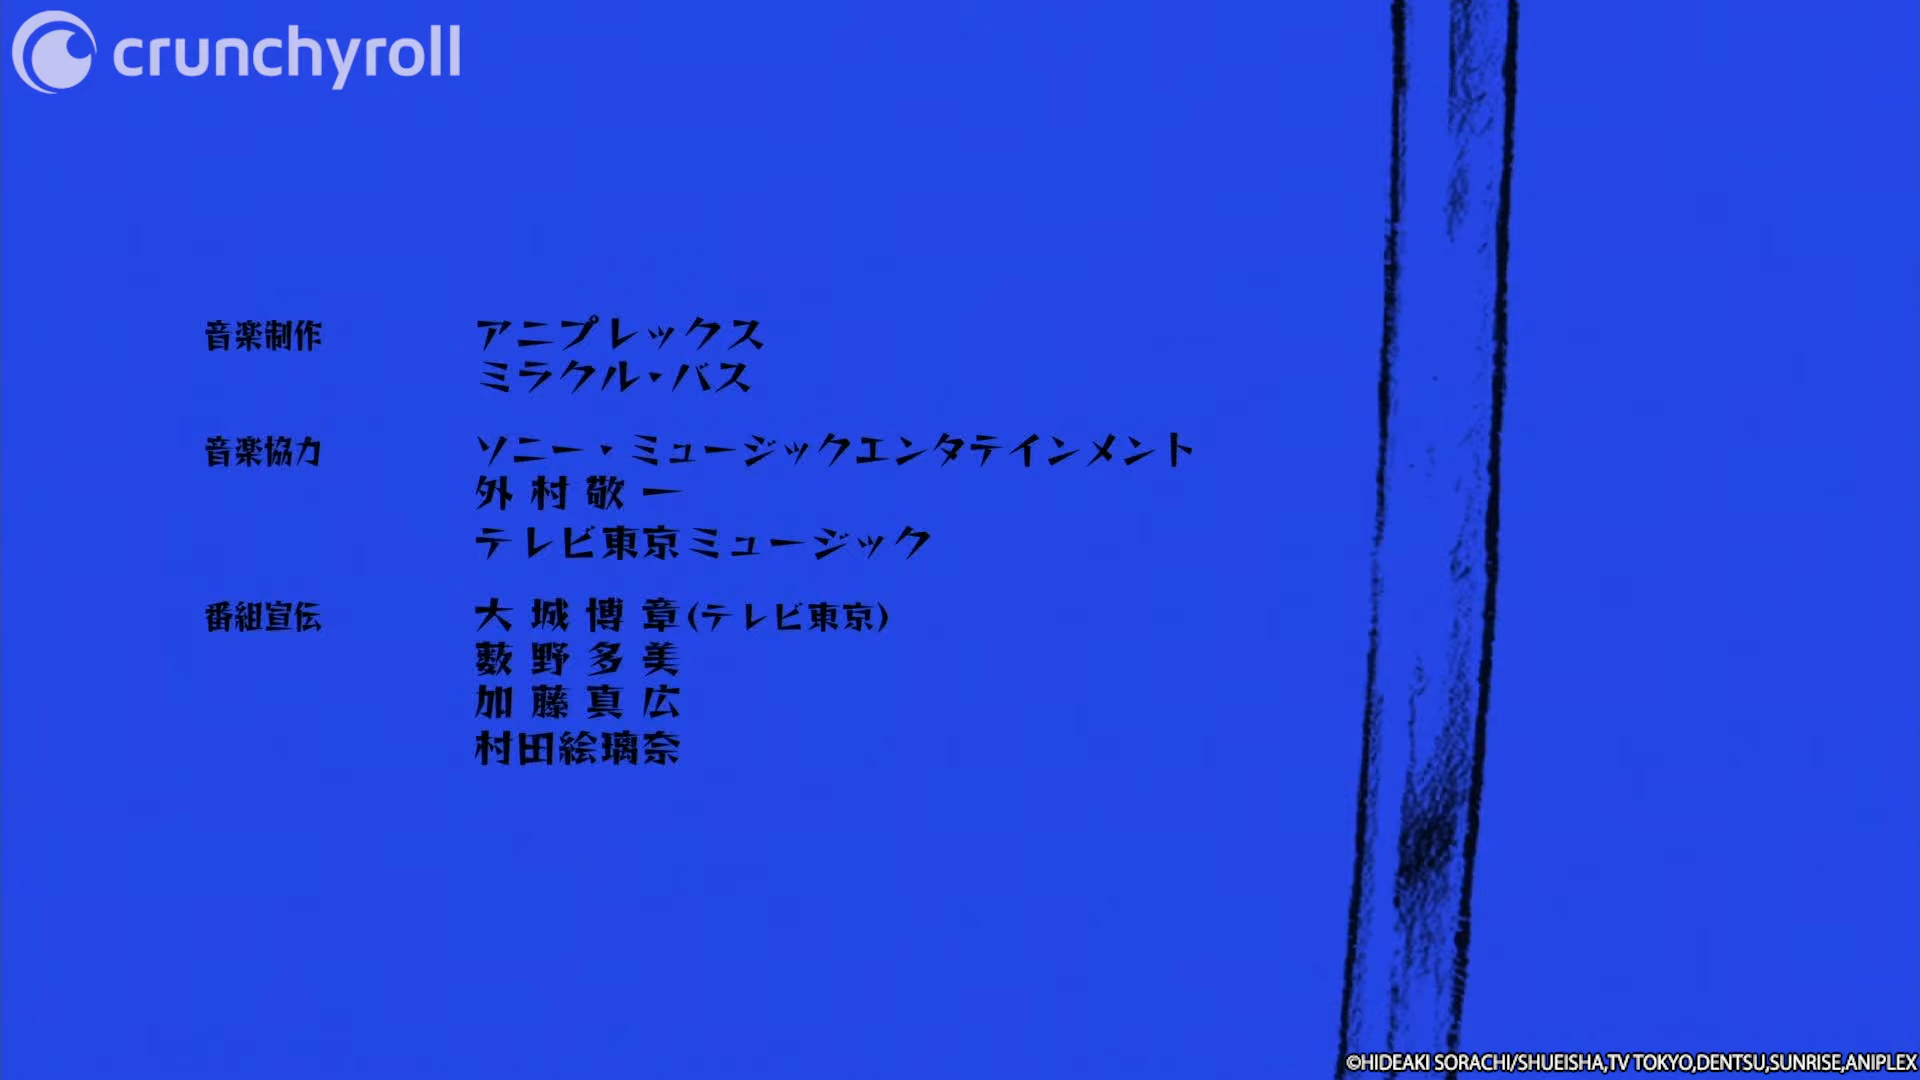 crunchyroll
音楽制作 アニプレックス
ミラクル・バス
音楽協力 ソニー・ミュージックエンタテインメント
外村敬一
テレビ東京ミュージック
番組宣伝 大城博章(テレビ東京)
薮野多美
加藤真広
村田絵璃奈
©HIDEAKI SORACHI/SHUEISHA,TV TOKYO,DENTSU,SUNRISE,ANIPLEX